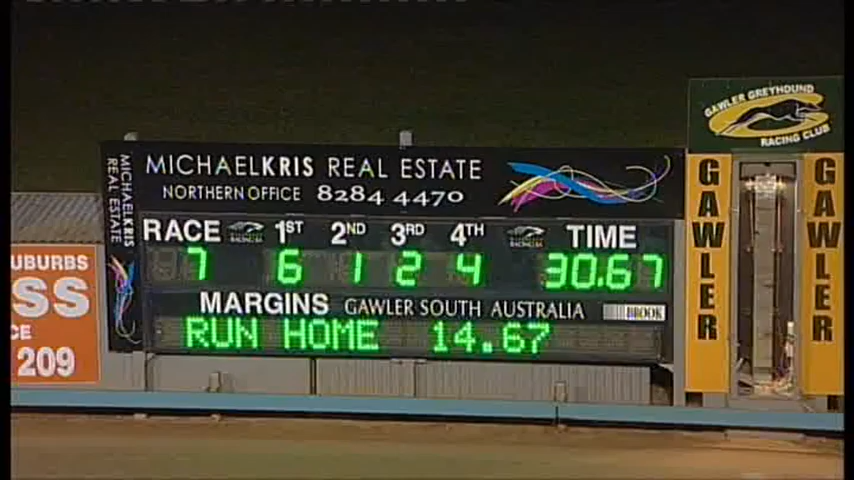 GAWLER GREYHOUND
RACING CLUB
MICHAELKRIS REAL ESTATE
NORTHERN OFFICE 8284 4470
MICHAELKRIS
REAL ESTATE
RACE 1ST 2ND 3RD 4TH TIME
7 6 1 2 4 30.67
MARGINS GAWLER SOUTH AUSTRALIA BROOK
RUN HOME 14.67
UBURBS
SS
CE
209
GAWLER
GAWLER